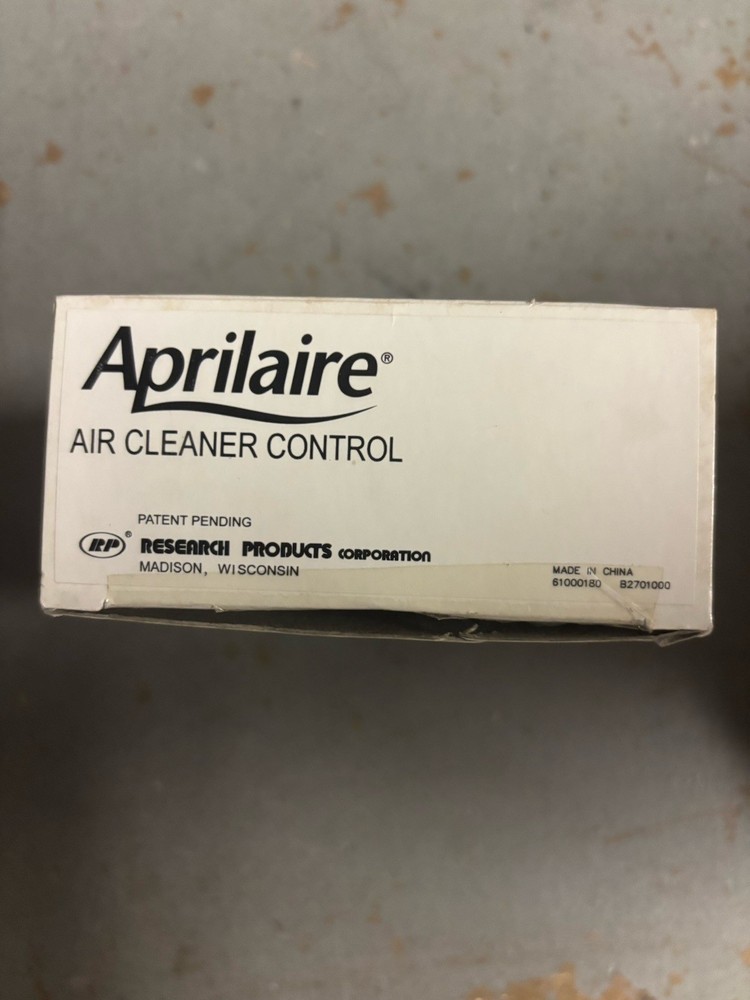 Aprilaire®
AIR CLEANER CONTROL
PATENT PENDING
RP® RESEARCH PRODUCTS CORPORATION
MADISON, WISCONSIN
MADE IN CHINA
61000180 B2701000